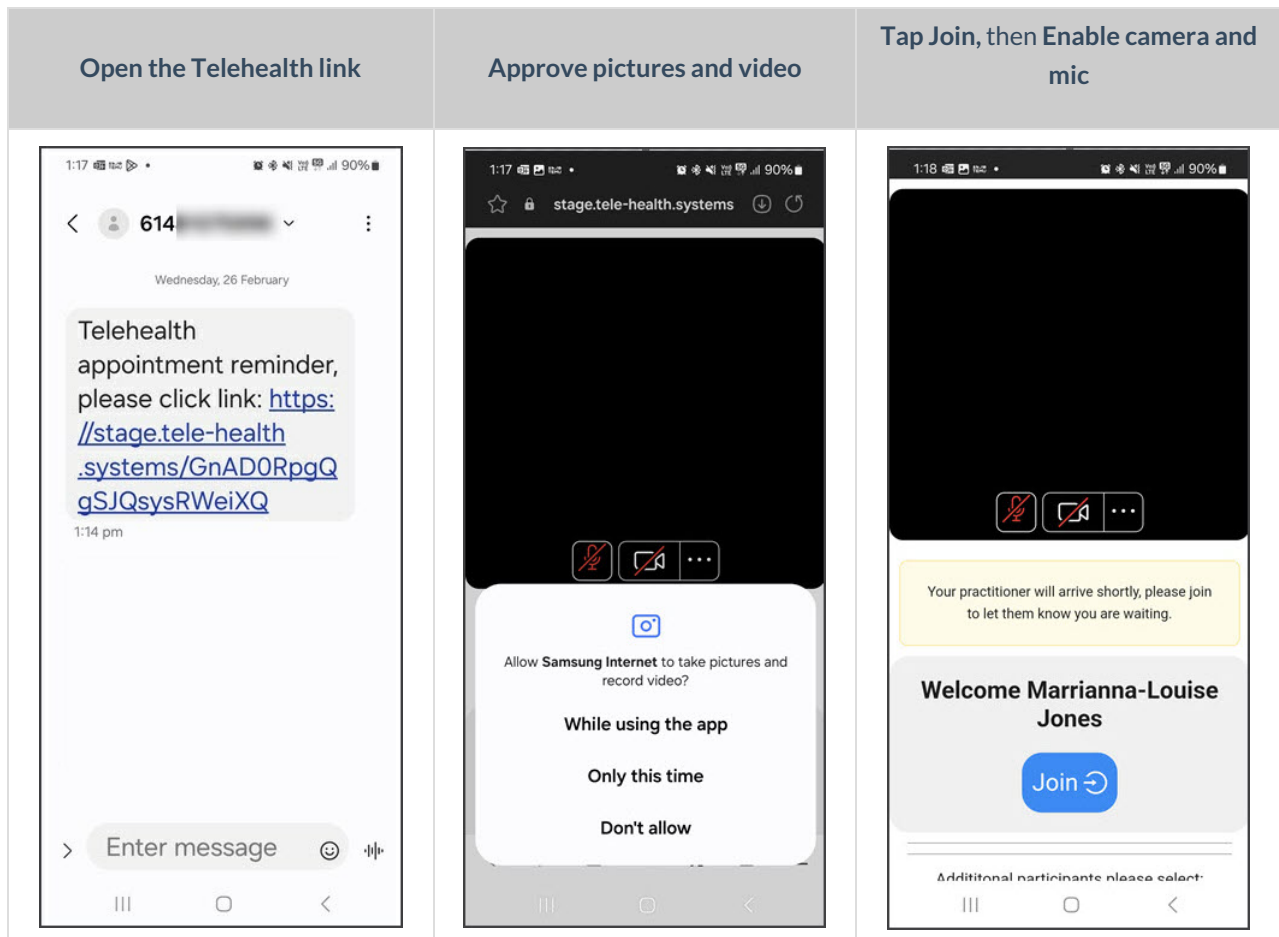 Open the Telehealth link
Approve pictures and video
Tap Join, then Enable camera and
mic
1:17
90%
614
Wednesday, 26 February
Telehealth
appointment reminder,
please click link: https:
//stage.tele-health
.systems/GnAD0RpgQ
gSJQsysRWeiXQ
1:14 pm
Enter message
1:17
90%
stage.tele-health.systems
Allow Samsung Internet to take pictures and
record video?
While using the app
Only this time
Don't allow
1:18
90%
Your practitioner will arrive shortly, please join
to let them know you are waiting.
Welcome Marrianna-Louise
Jones
Join
Addititonal participants please select: